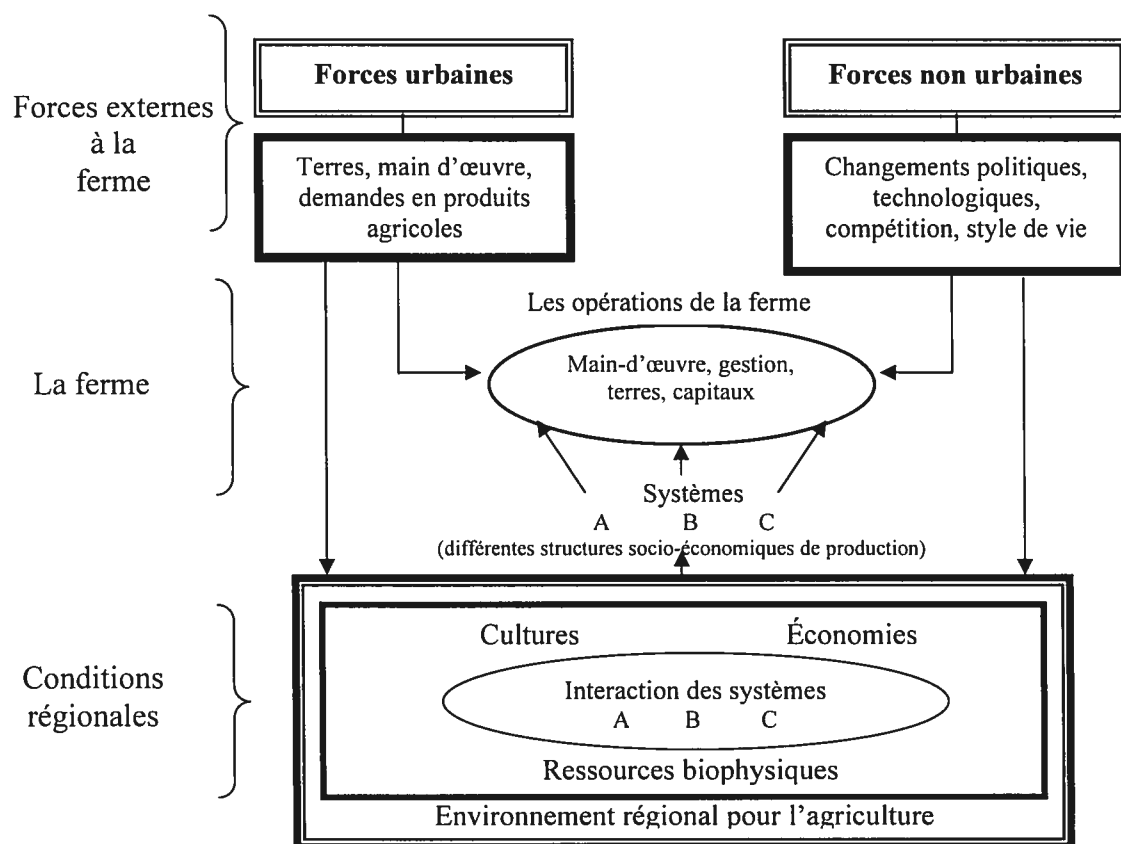 Forces externes
à la
ferme
Forces urbaines
Forces non urbaines
Terres, main d'œuvre,
demandes en produits
agricoles
Changements politiques,
technologiques,
compétition, style de vie
La ferme
Les opérations de la ferme
Main-d'œuvre, gestion,
terres, capitaux
Systèmes
A B C
(différentes structures socio-économiques de production)
Conditions
régionales
Cultures Économies
Interaction des systèmes
A B C
Ressources biophysiques
Environnement régional pour l'agriculture